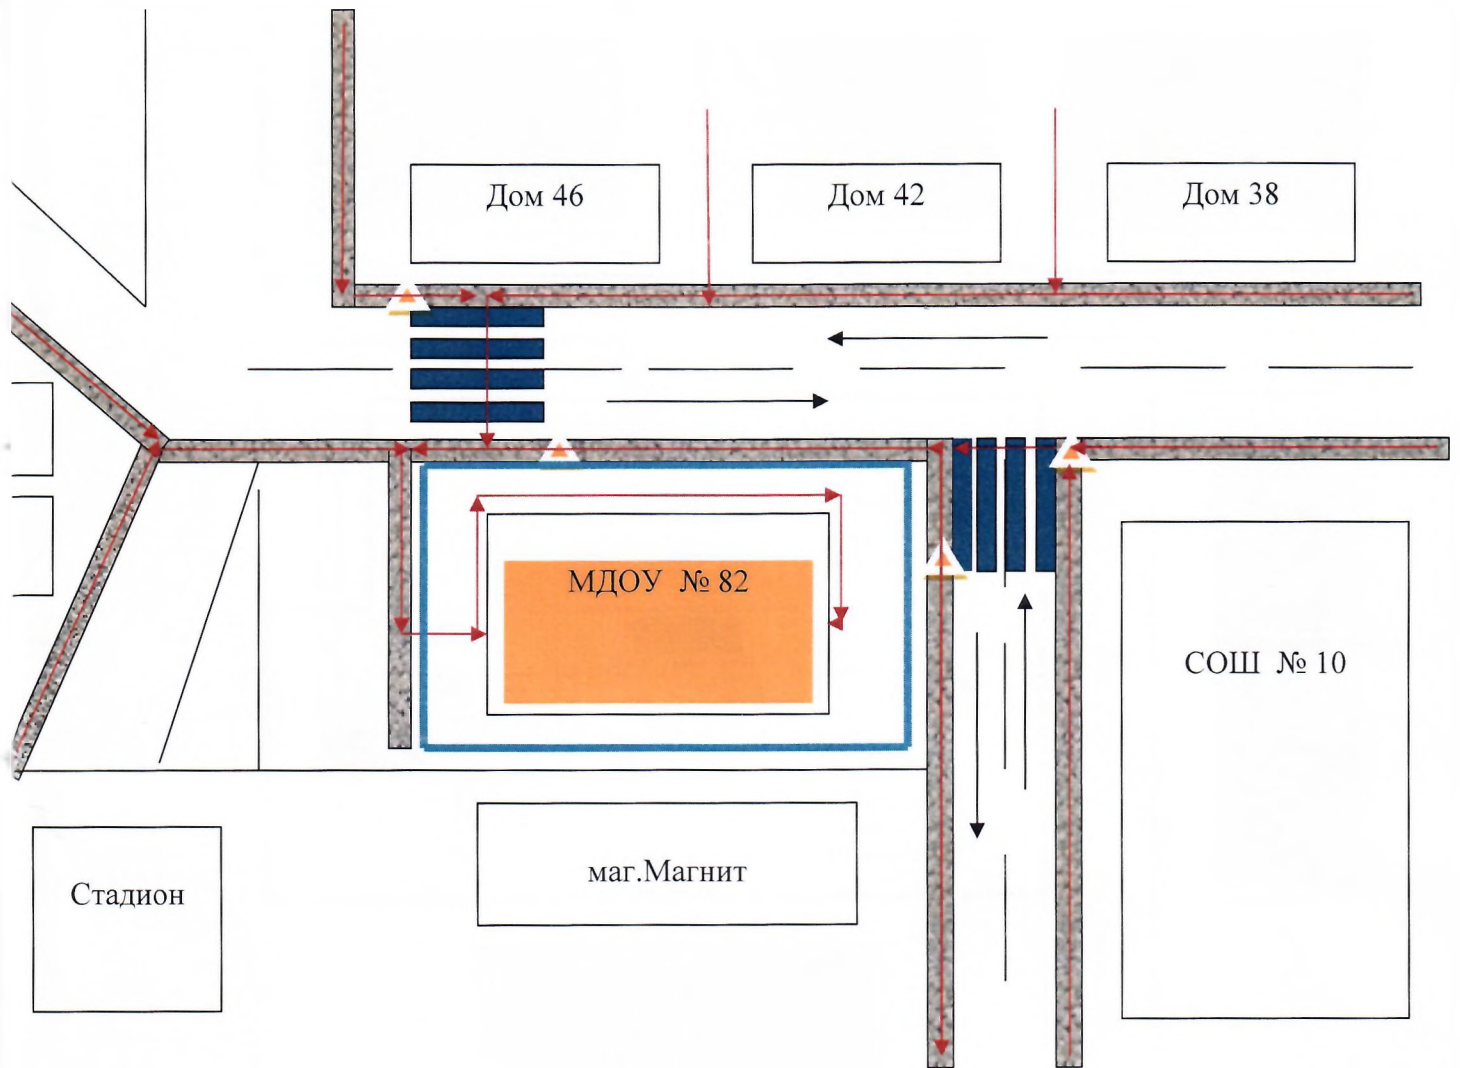 Дом 46
Дом 42
Дом 38
МДОУ № 82
СОШ № 10
маг.Магнит
Стадион